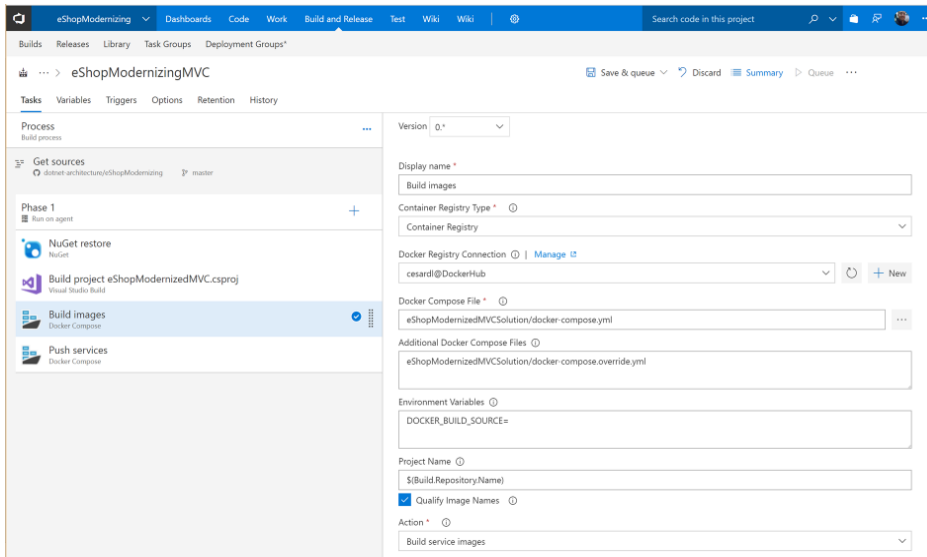 eShopModernizing Dashboards Code Work Build and Release Test Wiki Wiki Search code in this project
Builds Releases Library Task Groups Deployment Groups*
... > eShopModernizingMVC Save & queue Discard Summary Queue ...
Tasks Variables Triggers Options Retention History
Process
Build process
...
Get sources
dotnet-architecture/eShopModernizing master
Phase 1
Run on agent
NuGet restore
NuGet
Build project eShopModernizedMVC.csproj
Visual Studio Build
Build images
Docker Compose
Push services
Docker Compose
Version 0.*
Display name *
Build images
Container Registry Type *
Container Registry
Docker Registry Connection | Manage
cesardl@DockerHub
New
Docker Compose File *
eShopModernizedMVCSolution/docker-compose.yml
...
Additional Docker Compose Files
eShopModernizedMVCSolution/docker-compose.override.yml
Environment Variables
DOCKER_BUILD_SOURCE=
Project Name
$(Build.Repository.Name)
Qualify Image Names
Action *
Build service images